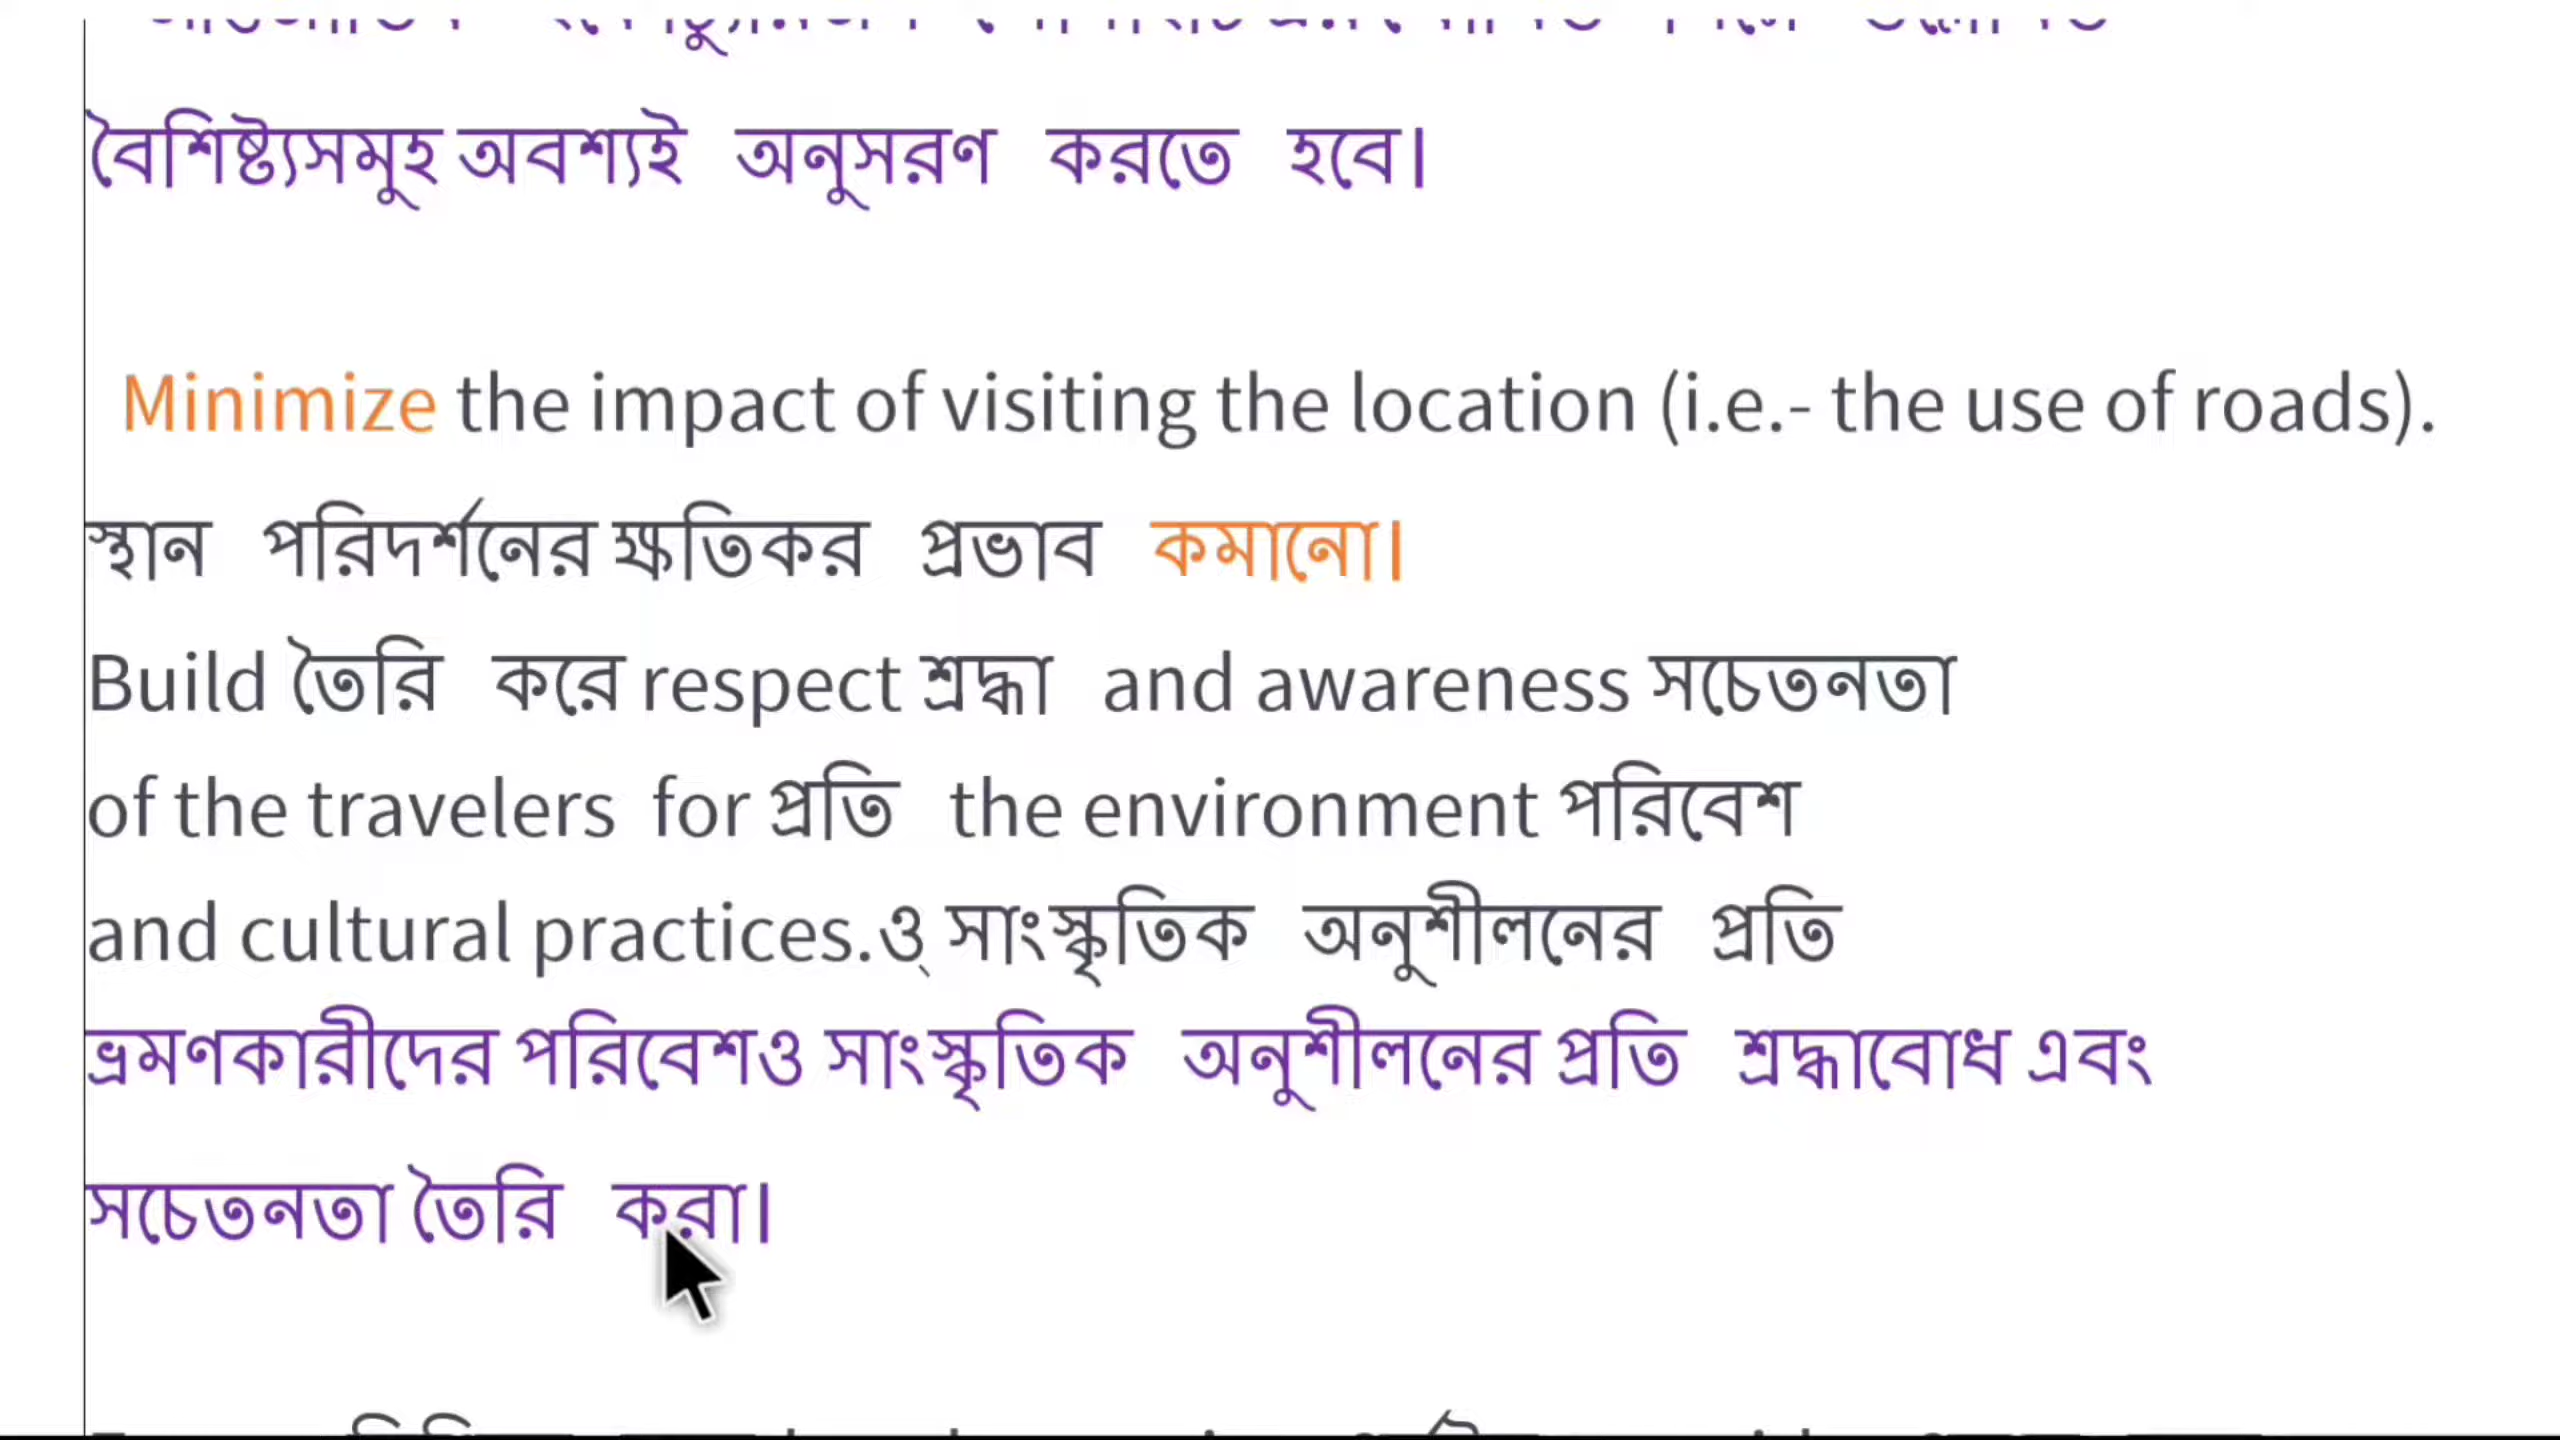 বৈশিষ্ট্যসমূহ অবশ্যই অনুসরণ করতে হবে।
Minimize the impact of visiting the location (i.e.- the use of roads).
স্থান পরিদর্শনের ক্ষতিকর প্রভাব কমানো।
Build তৈরি করে respect শ্রদ্ধা and awareness সচেতনতা
of the travelers for প্রতি the environment পরিবেশ
and cultural practices.ও্ সাংস্কৃতিক অনুশীলনের প্রতি
ভ্রমণকারীদের পরিবেশও সাংস্কৃতিক অনুশীলনের প্রতি শ্রদ্ধাবোধ এবং
সচেতনতা তৈরি করা।